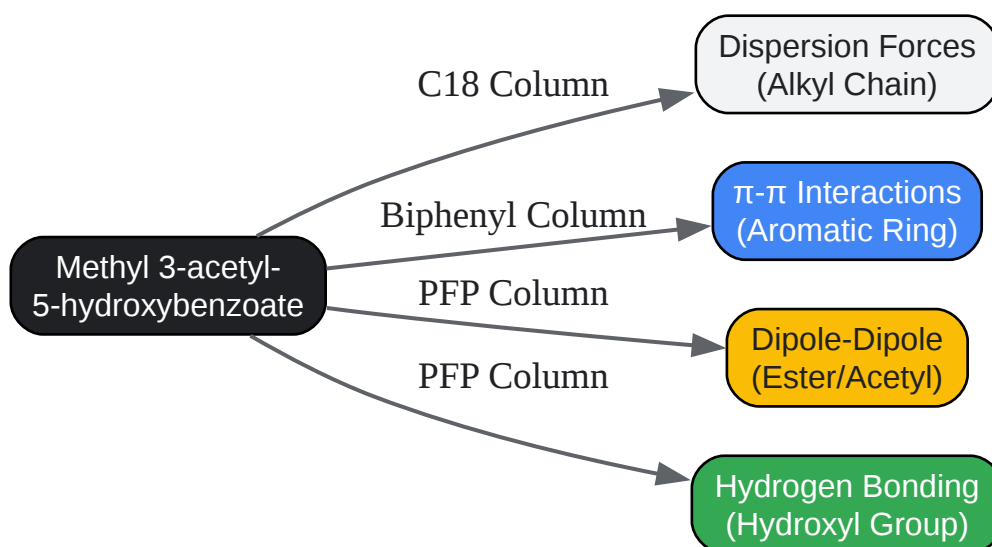 Dispersion Forces
(Alkyl Chain)
C18 Column
π-π Interactions
(Aromatic Ring)
Biphenyl Column
Methyl 3-acetyl-
5-hydroxybenzoate
PFP Column
Dipole-Dipole
(Ester/Acetyl)
PFP Column
Hydrogen Bonding
(Hydroxyl Group)